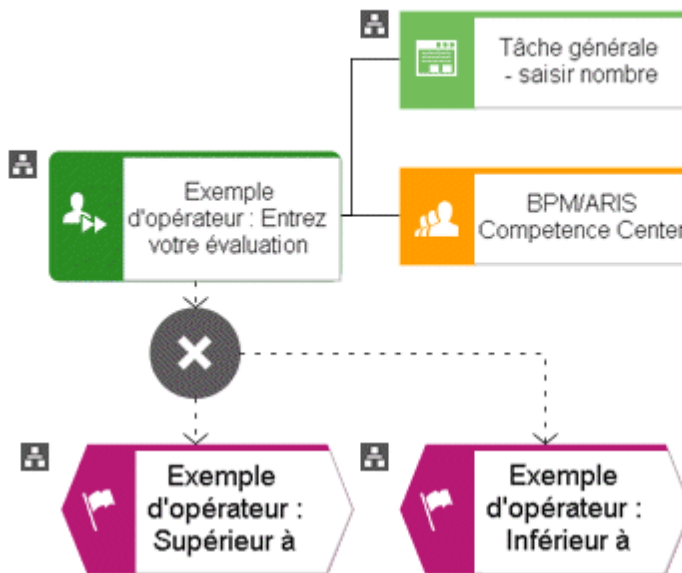 Tâche générale
- saisir nombre
Exemple
d'opérateur : Entrez
votre évaluation
BPM/ARIS
Competence Center
Exemple
d'opérateur :
Supérieur à
Exemple
d'opérateur :
Inférieur à